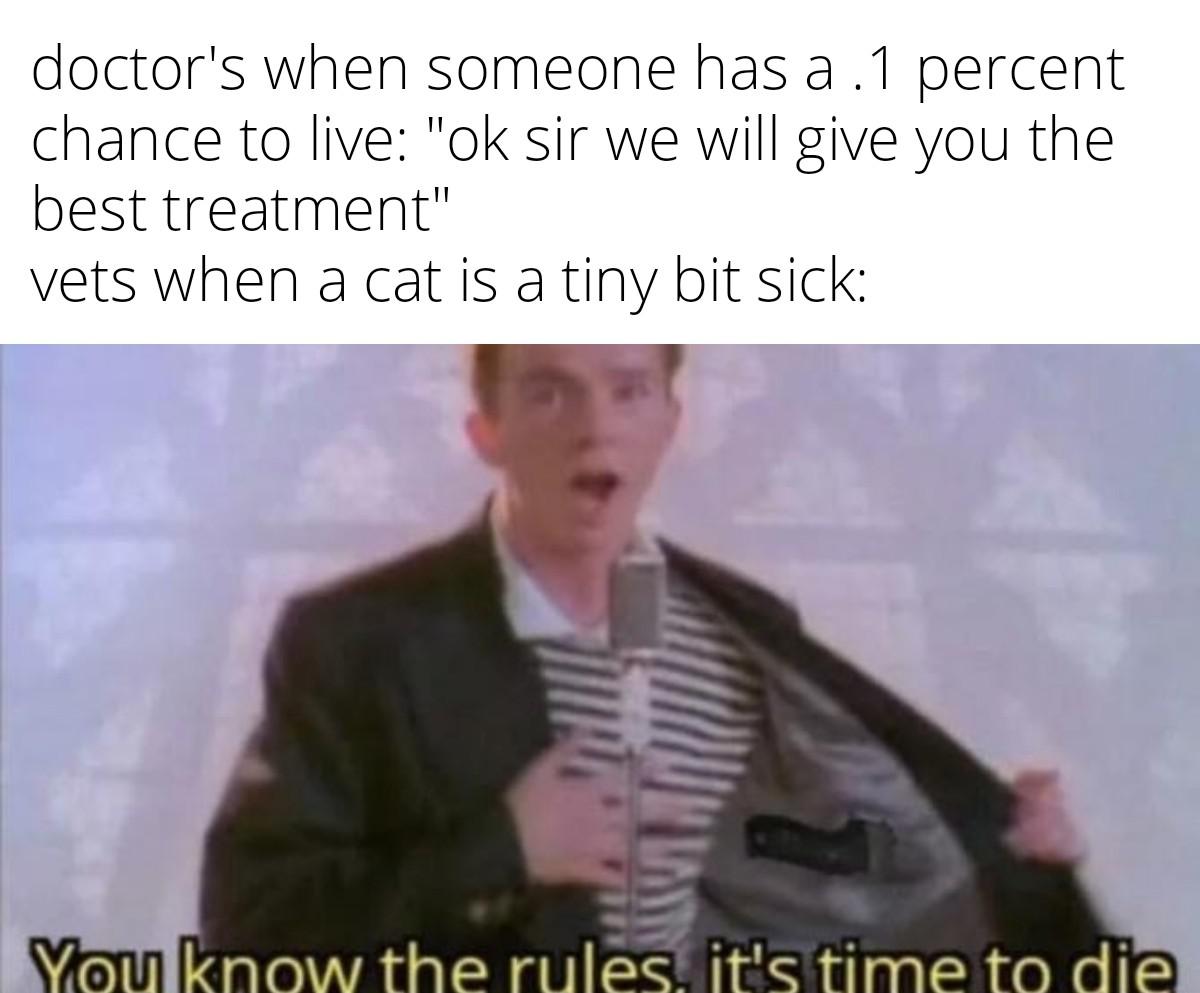 doctor's when someone has a .1 percent
chance to live: "ok sir we will give you the
best treatment"
vets when a cat is a tiny bit sick:
You know the rules, it's time to die